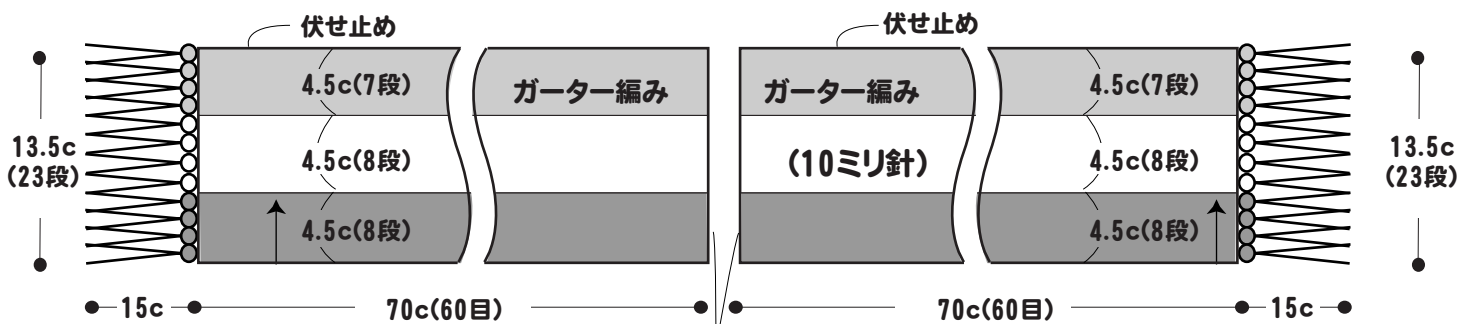 伏せ止め
伏せ止め
4.5c(7段)
ガーター編み
ガーター編み
4.5c(7段)
13.5c
(23段)
4.5c(8段)
(10ミリ針)
4.5c(8段)
13.5c
(23段)
4.5c(8段)
4.5c(8段)
15c
70c(60目)
70c(60目)
15c